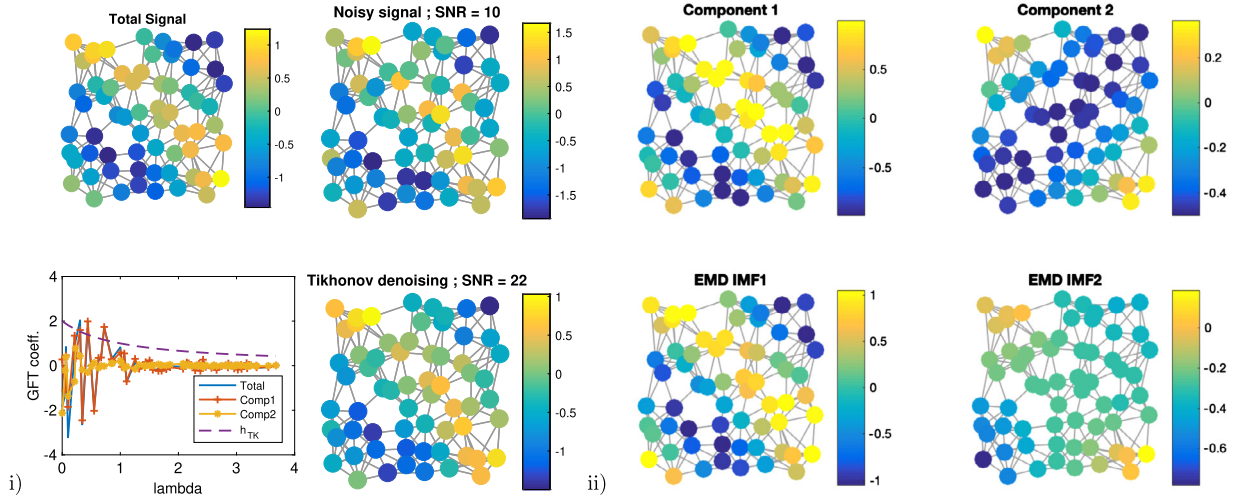 Total Signal
1
0.5
0
-0.5
-1
Noisy signal ; SNR = 10
1.5
1
0.5
0
-0.5
-1
-1.5
Component 1
0.5
0
-0.5
Component 2
0.2
0
-0.2
-0.4
4
2
0
-2
-4
GFT coeff.
0
1
2
3
4
lambda
Total
Comp1
Comp2
h TK
Tikhonov denoising ; SNR = 22
1
0.5
0
-0.5
-1
EMD IMF1
1
0.5
0
-0.5
-1
EMD IMF2
0
-0.2
-0.4
-0.6
i)
ii)